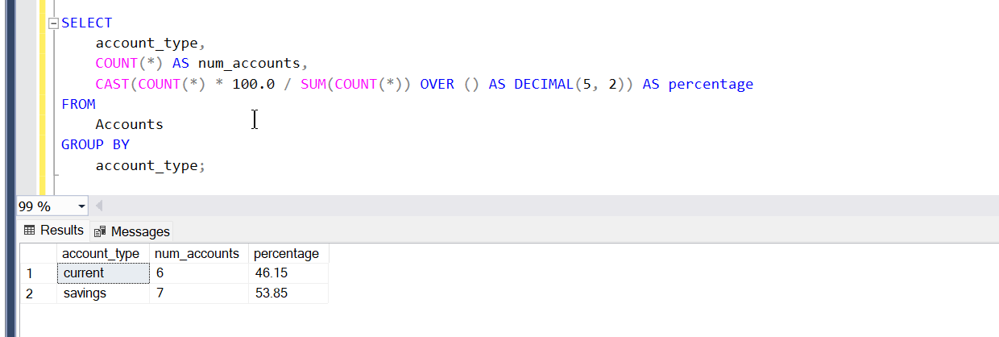 SELECT
account_type,
COUNT(*) AS num_accounts,
CAST(COUNT(*) * 100.0 / SUM(COUNT(*)) OVER () AS DECIMAL(5, 2)) AS percentage
FROM
Accounts
GROUP BY
account_type;
99 %
Results Messages
account_type num_accounts percentage
1 current 6 46.15
2 savings 7 53.85